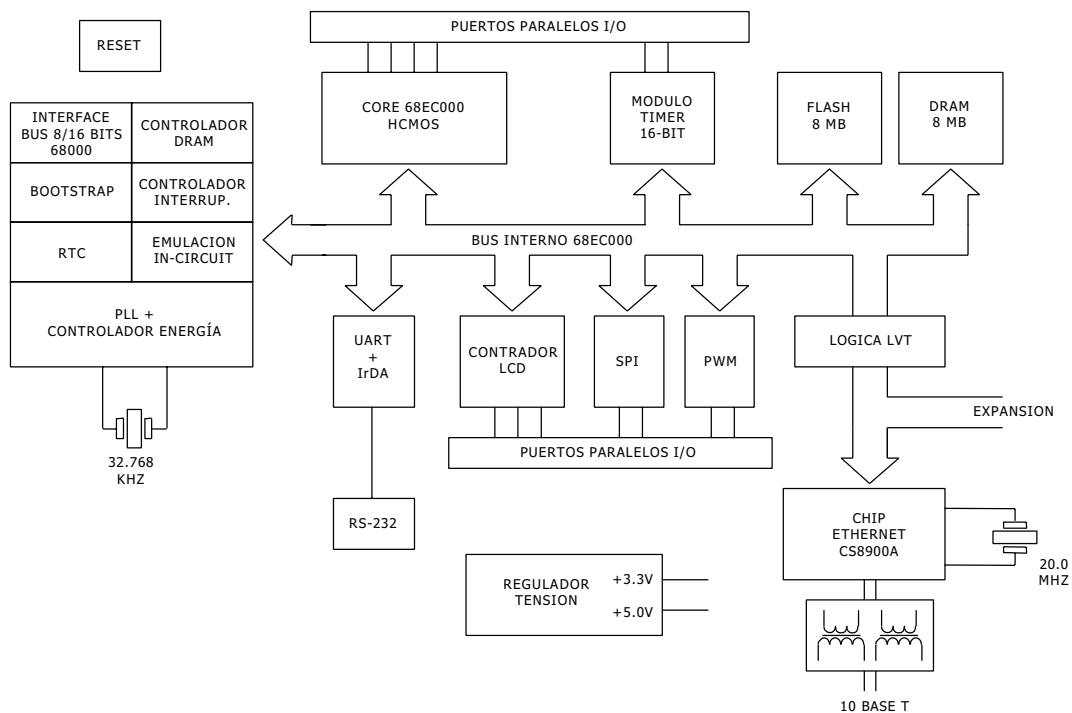 PUERTOS PARALELOS I/O
RESET
CORE 68EC000
HCMOS
MODULO
TIMER
16-BIT
FLASH
8 MB
DRAM
8 MB
INTERFACE
BUS 8/16 BITS
68000
CONTROLADOR
DRAM
BOOTSTRAP
CONTROLADOR
INTERRUP.
RTC
EMULACION
IN-CIRCUIT
PLL +
CONTROLADOR ENERGÍA
32.768
KHZ
BUS INTERNO 68EC000
UART
+
IrDA
CONTRADOR
LCD
SPI
PWM
LOGICA LVT
EXPANSION
PUERTOS PARALELOS I/O
RS-232
CHIP
ETHERNET
CS8900A
20.0
MHZ
REGULADOR
TENSION
+3.3V
+5.0V
10 BASE T